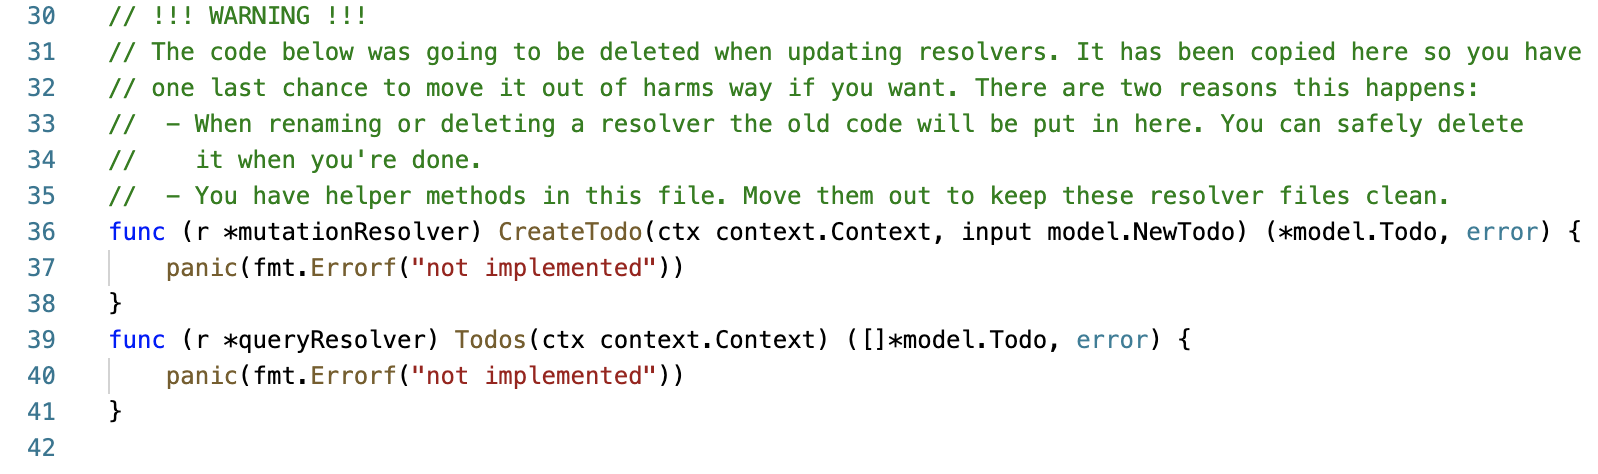 30 // !!! WARNING !!!
31 // The code below was going to be deleted when updating resolvers. It has been copied here so you have
32 // one last chance to move it out of harms way if you want. There are two reasons this happens:
33 //  - When renaming or deleting a resolver the old code will be put in here. You can safely delete
34 //    it when you're done.
35 //  - You have helper methods in this file. Move them out to keep these resolver files clean.
36 func (r *mutationResolver) CreateTodo(ctx context.Context, input model.NewTodo) (*model.Todo, error) {
37     panic(fmt.Errorf("not implemented"))
38 }
39 func (r *queryResolver) Todos(ctx context.Context) ([]*model.Todo, error) {
40     panic(fmt.Errorf("not implemented"))
41 }
42